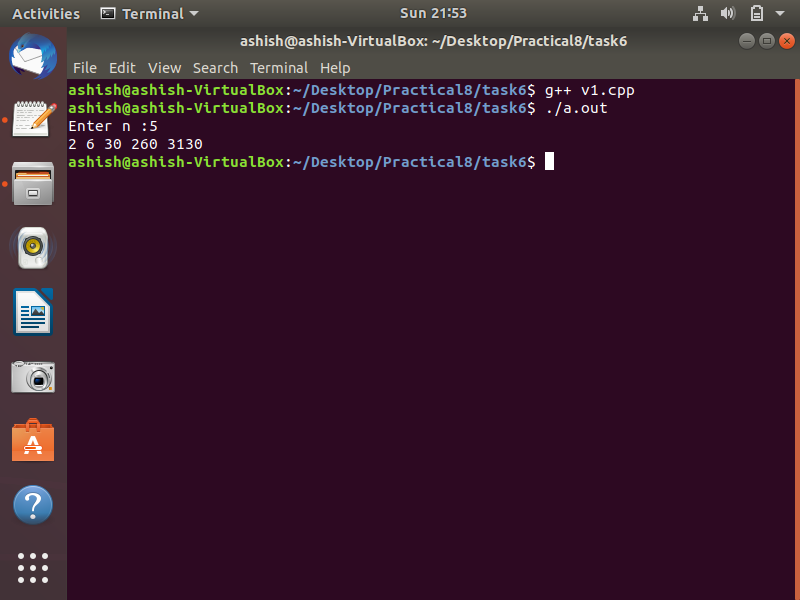 Activities Terminal Sun 21:53
ashish@ashish-VirtualBox: ~/Desktop/Practical8/task6
File Edit View Search Terminal Help
ashish@ashish-VirtualBox:~/Desktop/Practical8/task6$ g++ v1.cpp
ashish@ashish-VirtualBox:~/Desktop/Practical8/task6$ ./a.out
Enter n :5
2 6 30 260 3130
ashish@ashish-VirtualBox:~/Desktop/Practical8/task6$